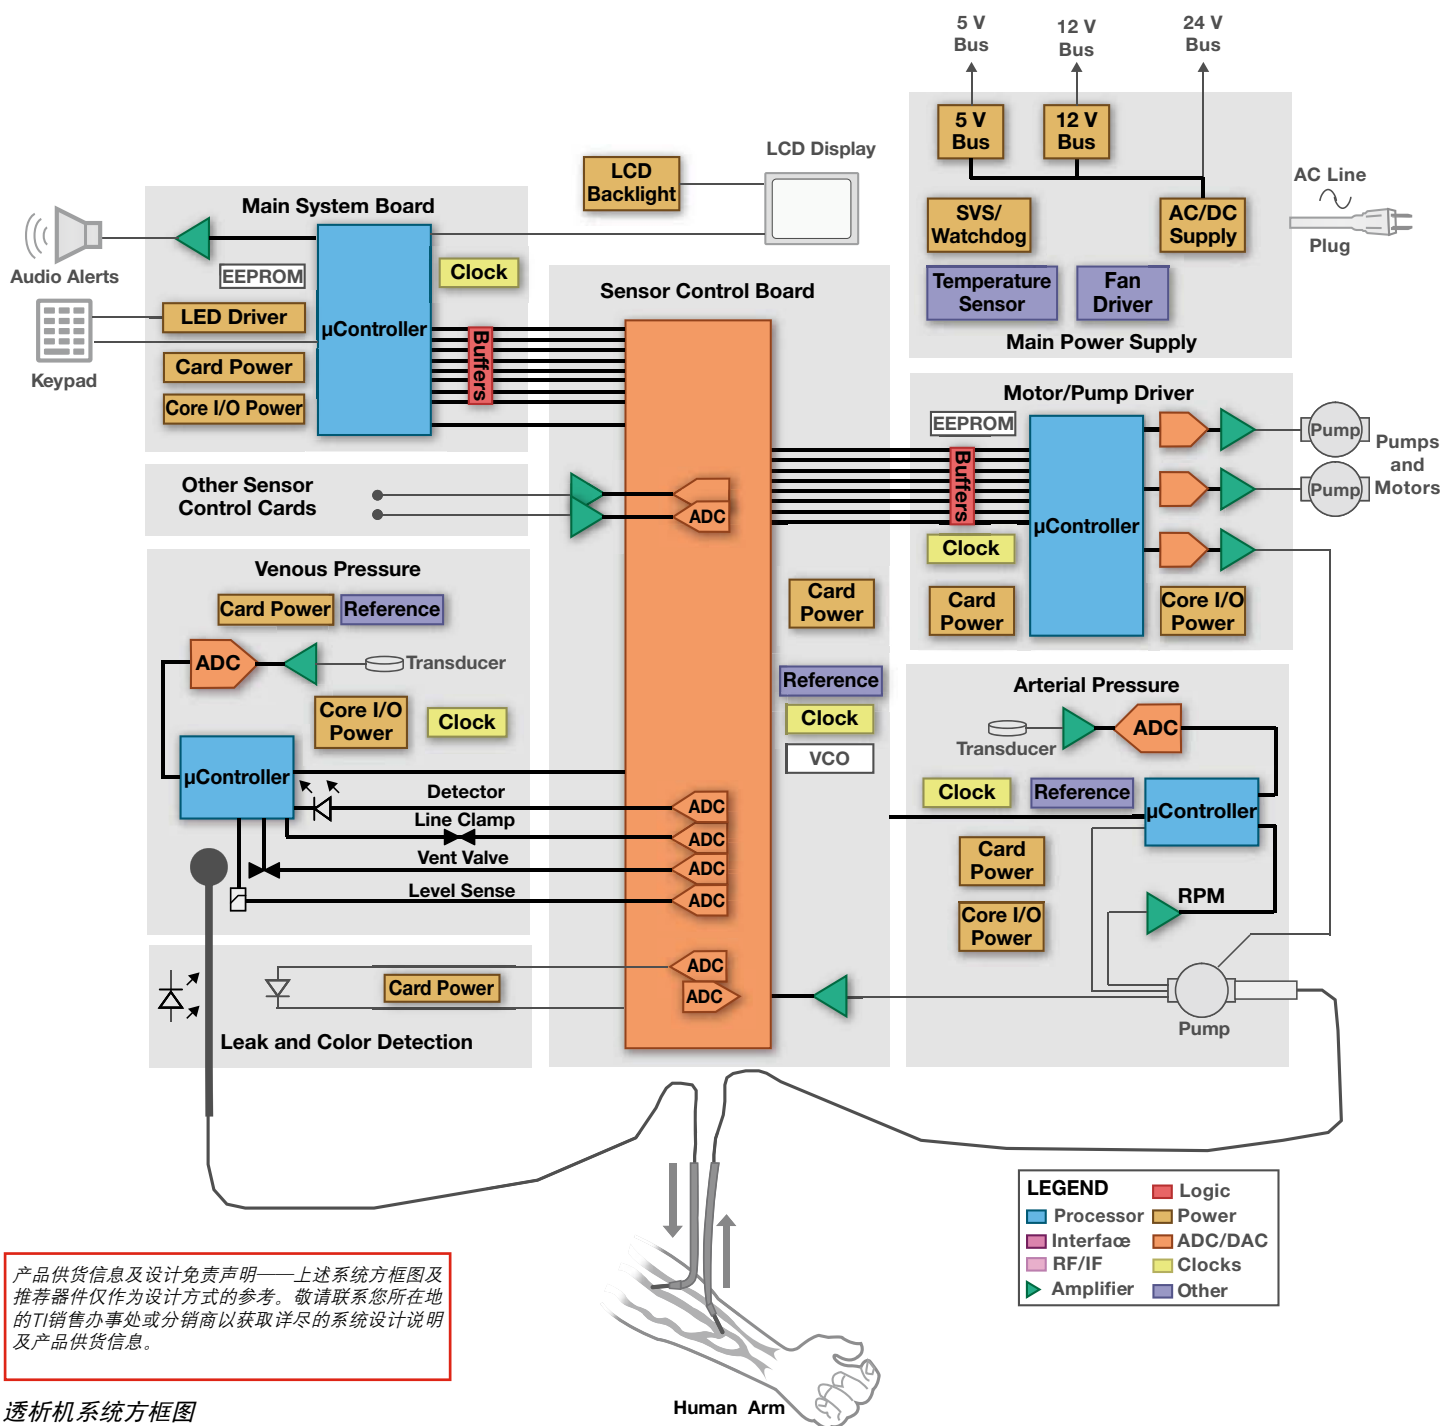 5 V
Bus
12 V
Bus
24 V
Bus
5 V
Bus
12 V
Bus
SVS/
Watchdog
AC/DC
Supply
Temperature
Sensor
Fan
Driver
Main Power Supply
AC Line
Plug
LCD
Backlight
LCD Display
Main System Board
Audio Alerts
EEPROM
Clock
LED Driver
µController
Buffers
Card Power
Core I/O Power
Keypad
Sensor Control Board
Other Sensor
Control Cards
ADC
Motor/Pump Driver
EEPROM
Buffers
µController
Clock
Card
Power
Core I/O
Power
Pump
Pump
Pumps
and
Motors
Venous Pressure
Card Power
Reference
ADC
Transducer
Core I/O
Power
Clock
µController
Detector
Line Clamp
Vent Valve
Level Sense
ADC
ADC
ADC
ADC
Card
Power
Reference
Clock
VCO
Arterial Pressure
Transducer
ADC
Clock
Reference
µController
Card
Power
Core I/O
Power
RPM
Pump
ADC
ADC
Card Power
Leak and Color Detection
LEGEND
Logic
Processor
Power
Interface
ADC/DAC
RF/IF
Clocks
Amplifier
Other
产品供货信息及设计免责声明——上述系统方框图及
推荐器件仅作为设计方式的参考。敬请联系您所在地
的TI销售办事处或分销商以获取详尽的系统设计说明
及产品供货信息。
透析机系统方框图
Human Arm